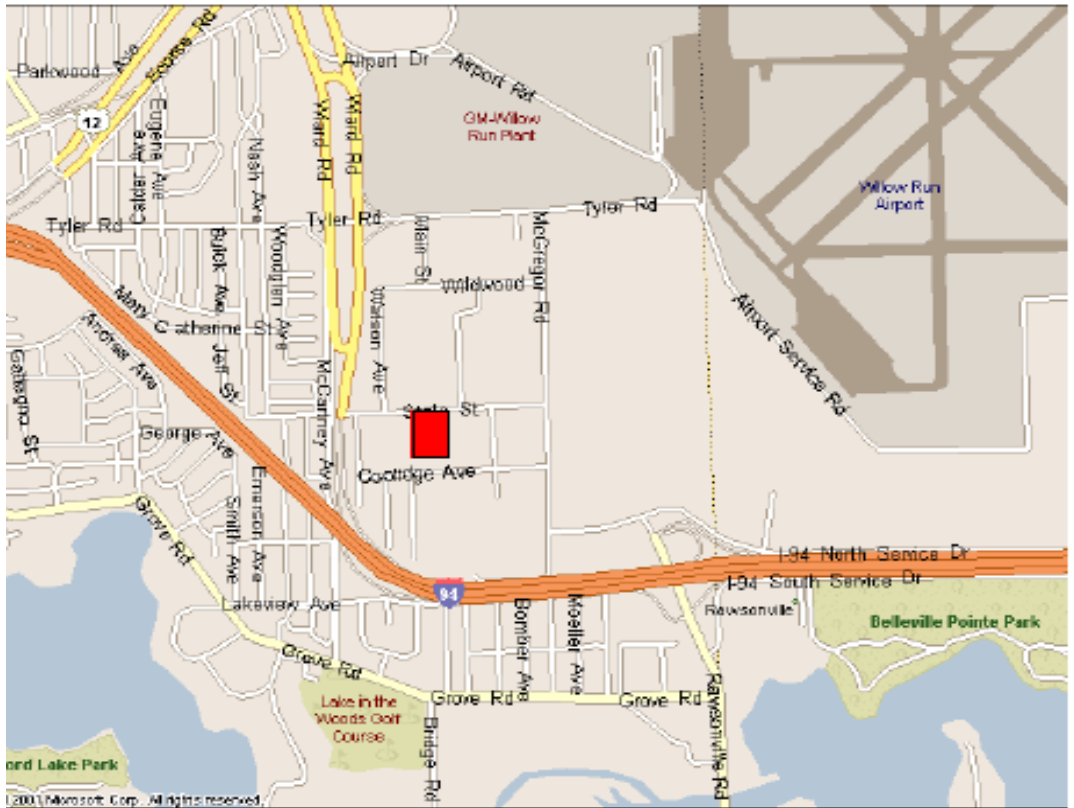 Parkwood Ave
Ecorse Rd
12
Airport Dr
Airport Rd
GM-Willow
Run Plant
Willow Run
Airport
Eugene Ave
Calder Ave
Nash Ave
Ward Rd
Ward Rd
Tyler Rd
Tyler Rd
Tyler Rd
Main St
McGregor Rd
Buick Ave
Woodglen Ave
Wildwood
Watson Ave
Airport Service Rd
Mary Catherine St
Andrea Ave
Jeff St
McCartney Ave
George Ave
Coolidge Ave
Emerson Ave
Smith Ave
Grove Rd
I-94 North Service Dr
I-94 South Service Dr
94
Lakeview Ave
Bomber Ave
Moeller Ave
Rawsonville
Belleville Pointe Park
Grove Rd
Grove Rd
Grove Rd
Rawsonville Rd
Lake in the
Woods Golf
Course
Bridge Rd
ord Lake Park
Microsoft Corp. All rights reserved.